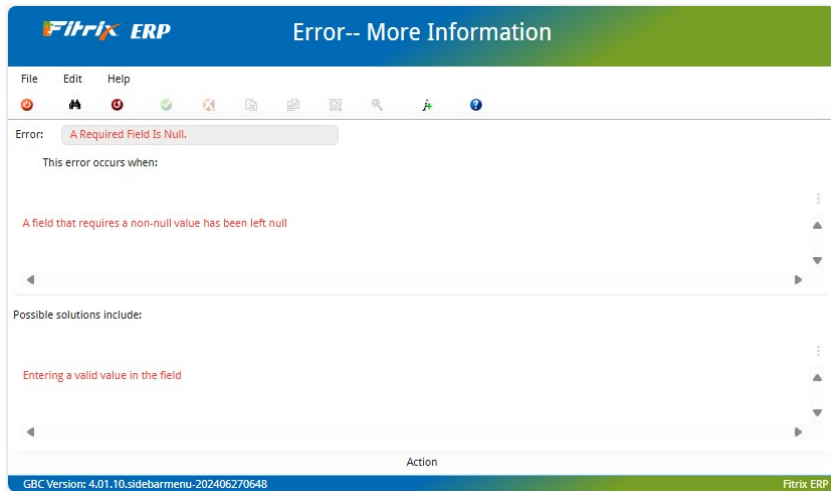 Fitrix ERP
Error-- More Information
File Edit Help
Error: A Required Field Is Null.
This error occurs when:
A field that requires a non-null value has been left null
Possible solutions include:
Entering a valid value in the field
Action
GBC Version: 4.01.10.sidebarmenu-202406270648 Fitrix ERP